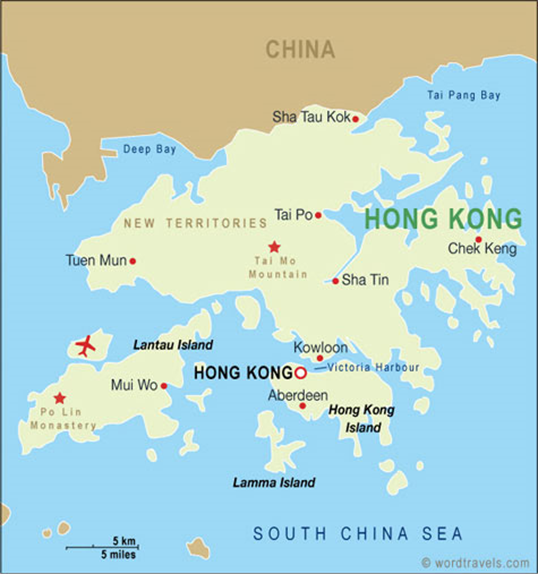 CHINA
Tai Pang Bay
Sha Tau Kok
Deep Bay
Tai Po
NEW TERRITORIES
HONG KONG
Chek Keng
Tuen Mun
Tai Mo
Mountain
Sha Tin
Lantau Island
Kowloon
Victoria Harbour
HONG KONG
Mui Wo
Aberdeen
Po Lin
Monastery
Hong Kong
Island
Lamma Island
SOUTH CHINA SEA
5 km
5 miles
© wordtravels.com